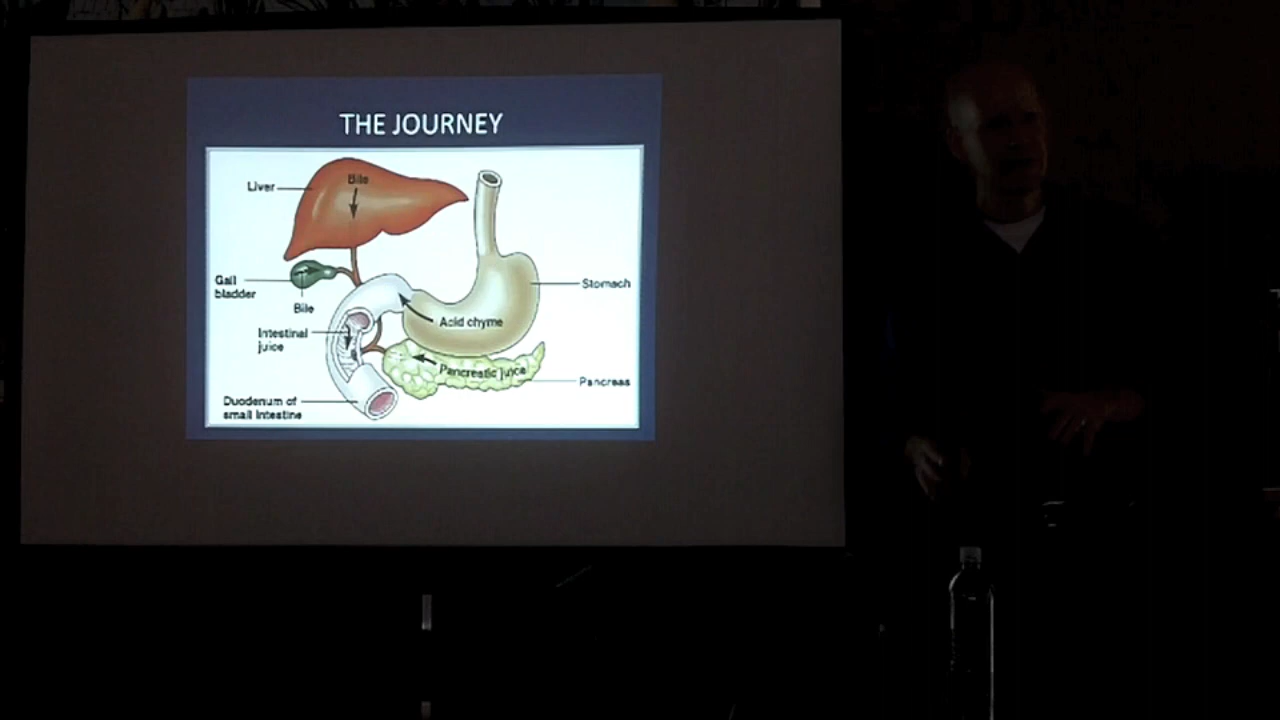 THE JOURNEY
Liver
Bile
Gall
bladder
Bile
Stomach
Acid chyme
Intestinal
juice
Pancreatic juice
Pancreas
Duodenum of
small intestine